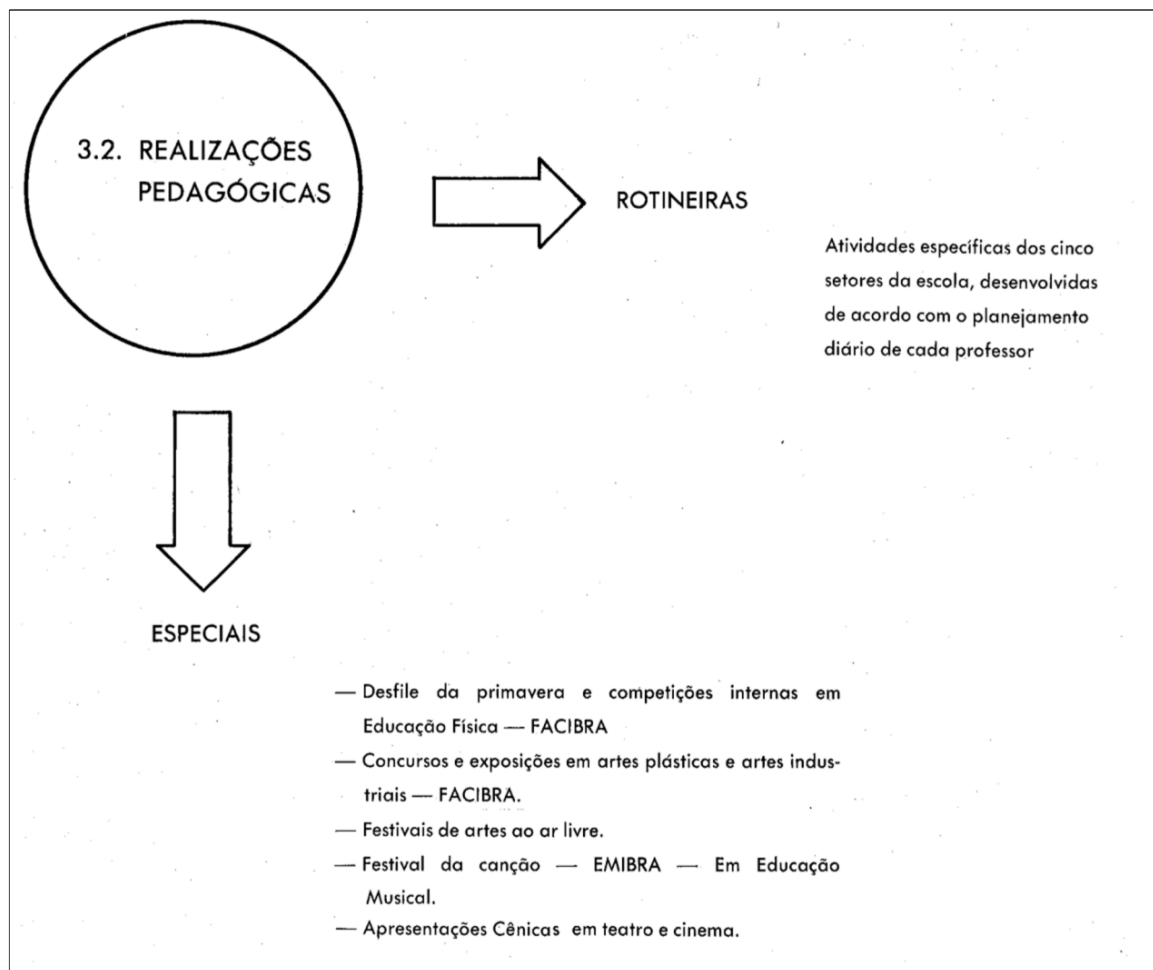 3.2. REALIZAÇÕES
PEDAGÓGICAS
ROTINEIRAS
Atividades específicas dos cinco
setores da escola, desenvolvidas
de acordo com o planejamento
diário de cada professor
ESPECIAIS
— Desfile da primavera e competições internas em
Educação Física — FACIBRA
— Concursos e exposições em artes plásticas e artes indus-
triais — FACIBRA.
— Festivais de artes ao ar livre.
— Festival da canção — EMIBRA — Em Educação
Musical.
— Apresentações Cênicas em teatro e cinema.